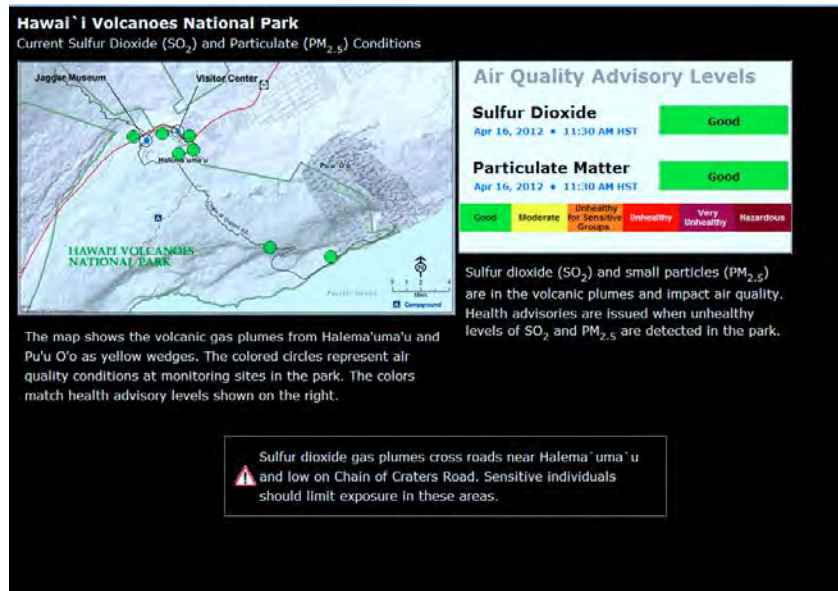 Hawai`i Volcanoes National Park
Current Sulfur Dioxide (SO2) and Particulate (PM2.5) Conditions
Jaggar Museum
Visitor Center
Halema`uma`u
Pu`u `O`o
HAWAI'I VOLCANOES
NATIONAL PARK
Pacific Ocean
Campground
Air Quality Advisory Levels
Sulfur Dioxide
Apr 16, 2012 • 11:30 AM HST
Good
Particulate Matter
Apr 16, 2012 • 11:30 AM HST
Good
Good
Moderate
Unhealthy
for Sensitive
Groups
Unhealthy
Very
Unhealthy
Hazardous
The map shows the volcanic gas plumes from Halema'uma'u and
Pu'u O'o as yellow wedges. The colored circles represent air
quality conditions at monitoring sites in the park. The colors
match health advisory levels shown on the right.
Sulfur dioxide (SO2) and small particles (PM2.5)
are in the volcanic plumes and impact air quality.
Health advisories are issued when unhealthy
levels of SO2 and PM2.5 are detected in the park.
Sulfur dioxide gas plumes cross roads near Halema`uma`u
and low on Chain of Craters Road. Sensitive individuals
should limit exposure in these areas.